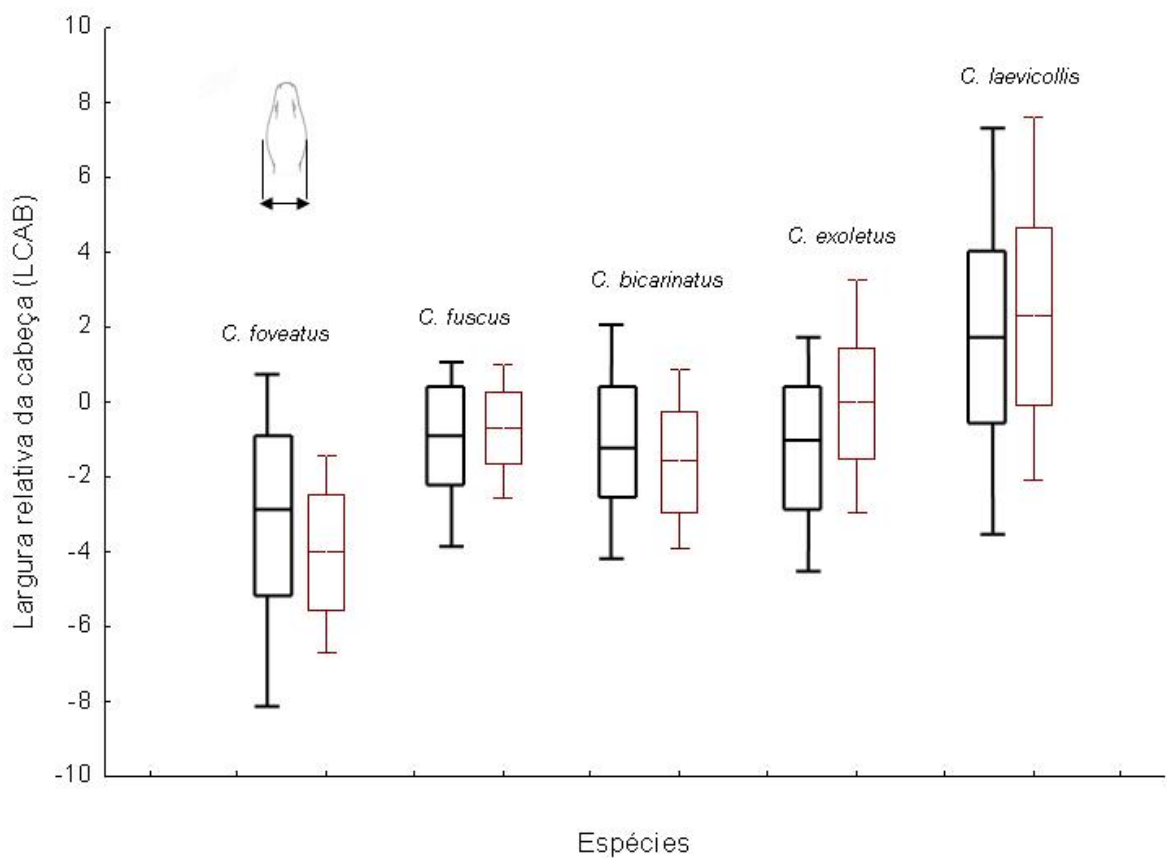 Largura relativa da cabeça (LCAB)
10
8
6
4
2
0
-2
-4
-6
-8
-10
C. foveatus
C. fuscus
C. bicarinatus
C. exoletus
C. laevicollis
Espécies